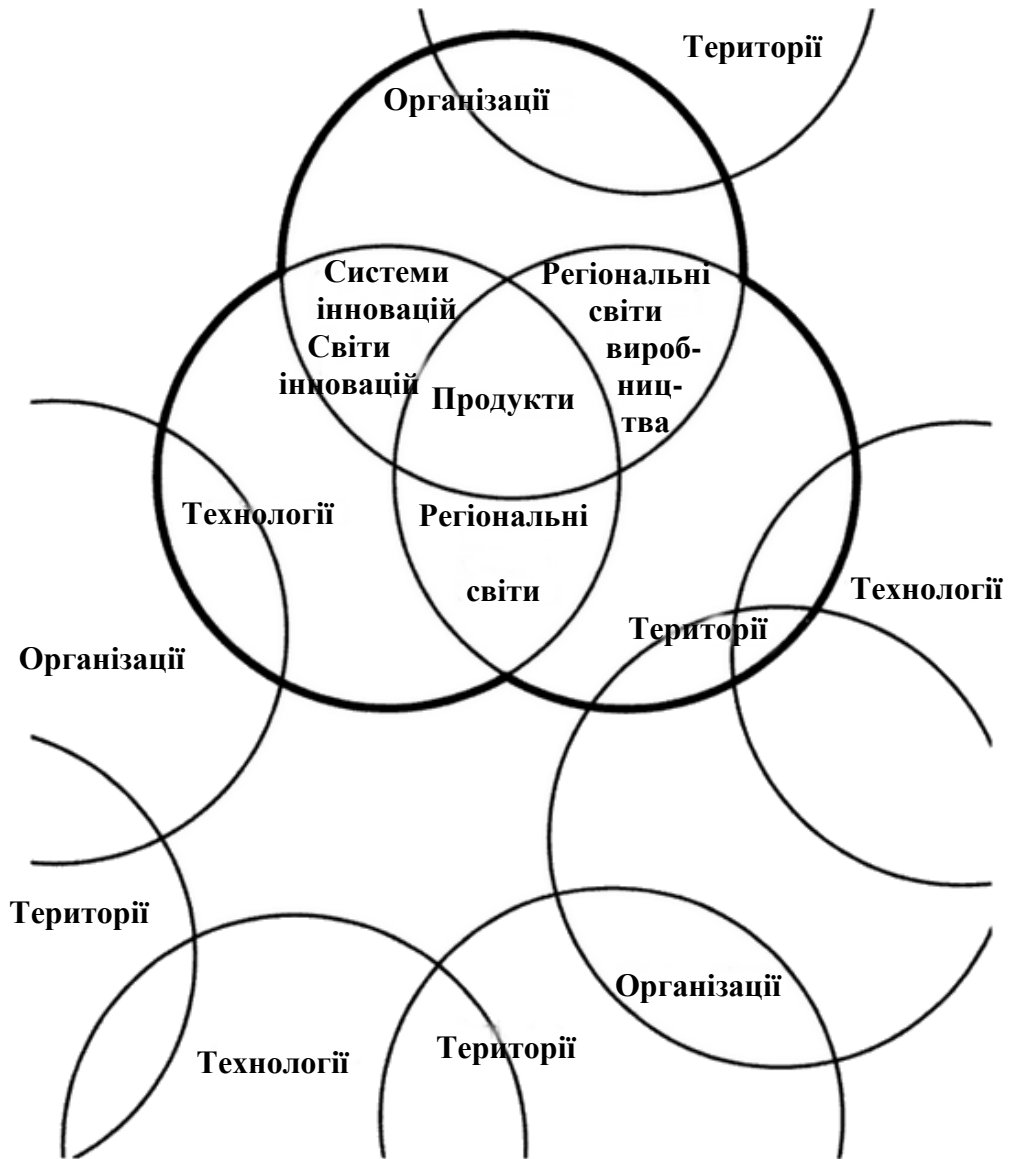 Території
Організації
Системи
інновацій
Світи
інновацій
Регіональні
світи
вироб-
ниц-
тва
Продукти
Технології
Регіональні
світи
Території
Технології
Організації
Території
Організації
Технології
Території